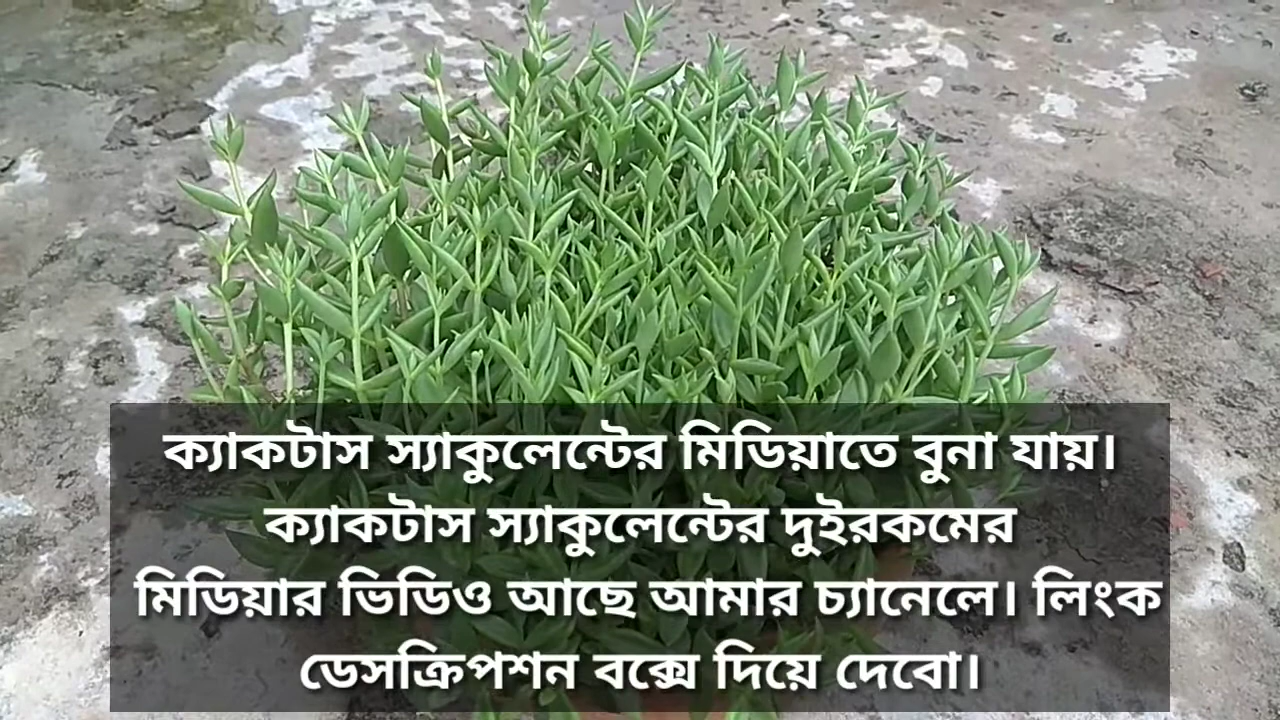 ক্যাকটাস স্যাকুলেন্টের মিডিয়াতে বুনা যায়।
ক্যাকটাস স্যাকুলেন্টের দুইরকমের
মিডিয়ার ভিডিও আছে আমার চ্যানেলে। লিংক
ডেসক্রিপশন বক্সে দিয়ে দেবো।